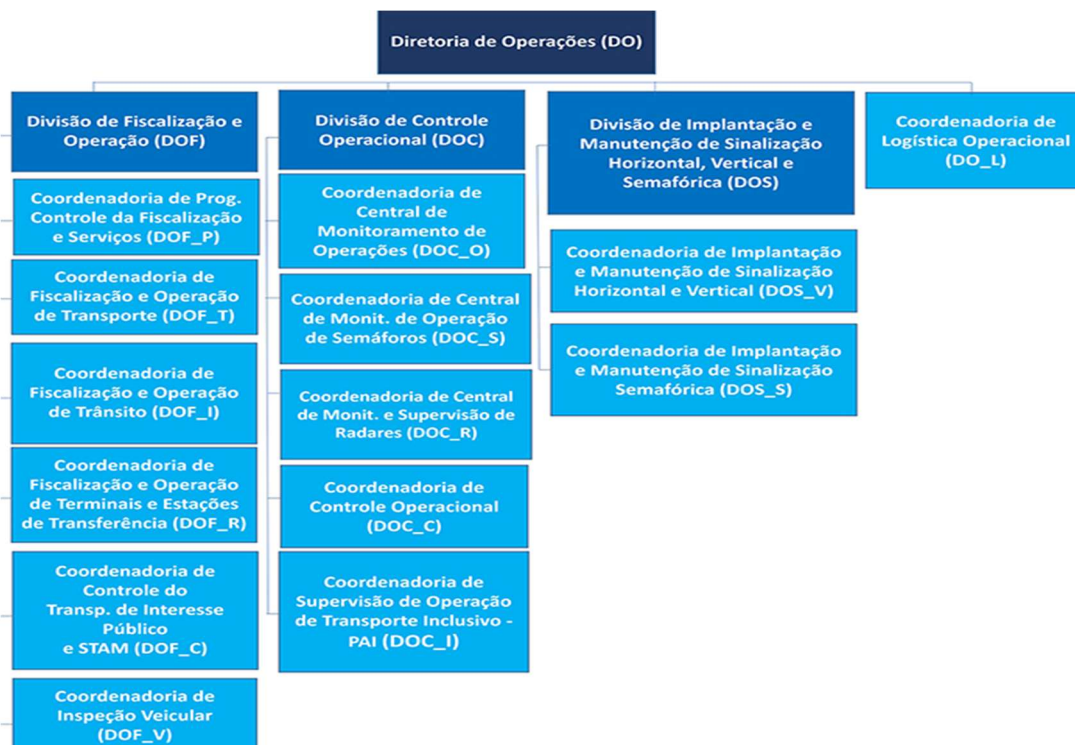 Diretoria de Operações (DO)
Divisão de Fiscalização e
Operação (DOF)
Coordenadoria de Prog.
Controle da Fiscalização
e Serviços (DOF_P)
Coordenadoria de
Fiscalização e Operação
de Transporte (DOF_T)
Coordenadoria de
Fiscalização e Operação
de Trânsito (DOF_I)
Coordenadoria de
Fiscalização e Operação
de Terminais e Estações
de Transferência (DOF_R)
Coordenadoria de
Controle do
Transp. de Interesse
Público
e STAM (DOF_C)
Coordenadoria de
Inspeção Veicular
(DOF_V)
Divisão de Controle
Operacional (DOC)
Coordenadoria de
Central de
Monitoramento de
Operações (DOC_O)
Coordenadoria de Central
de Monit. de Operação
de Semáforos (DOC_S)
Coordenadoria de Central
de Monit. e Supervisão de
Radares (DOC_R)
Coordenadoria de
Controle Operacional
(DOC_C)
Coordenadoria de
Supervisão de Operação
de Transporte Inclusivo -
PAI (DOC_I)
Divisão de Implantação e
Manutenção de Sinalização
Horizontal, Vertical e
Semafórica (DOS)
Coordenadoria de Implantação
e Manutenção de Sinalização
Horizontal e Vertical (DOS_V)
Coordenadoria de Implantação
e Manutenção de Sinalização
Semafórica (DOS_S)
Coordenadoria de
Logística Operacional
(DO_L)